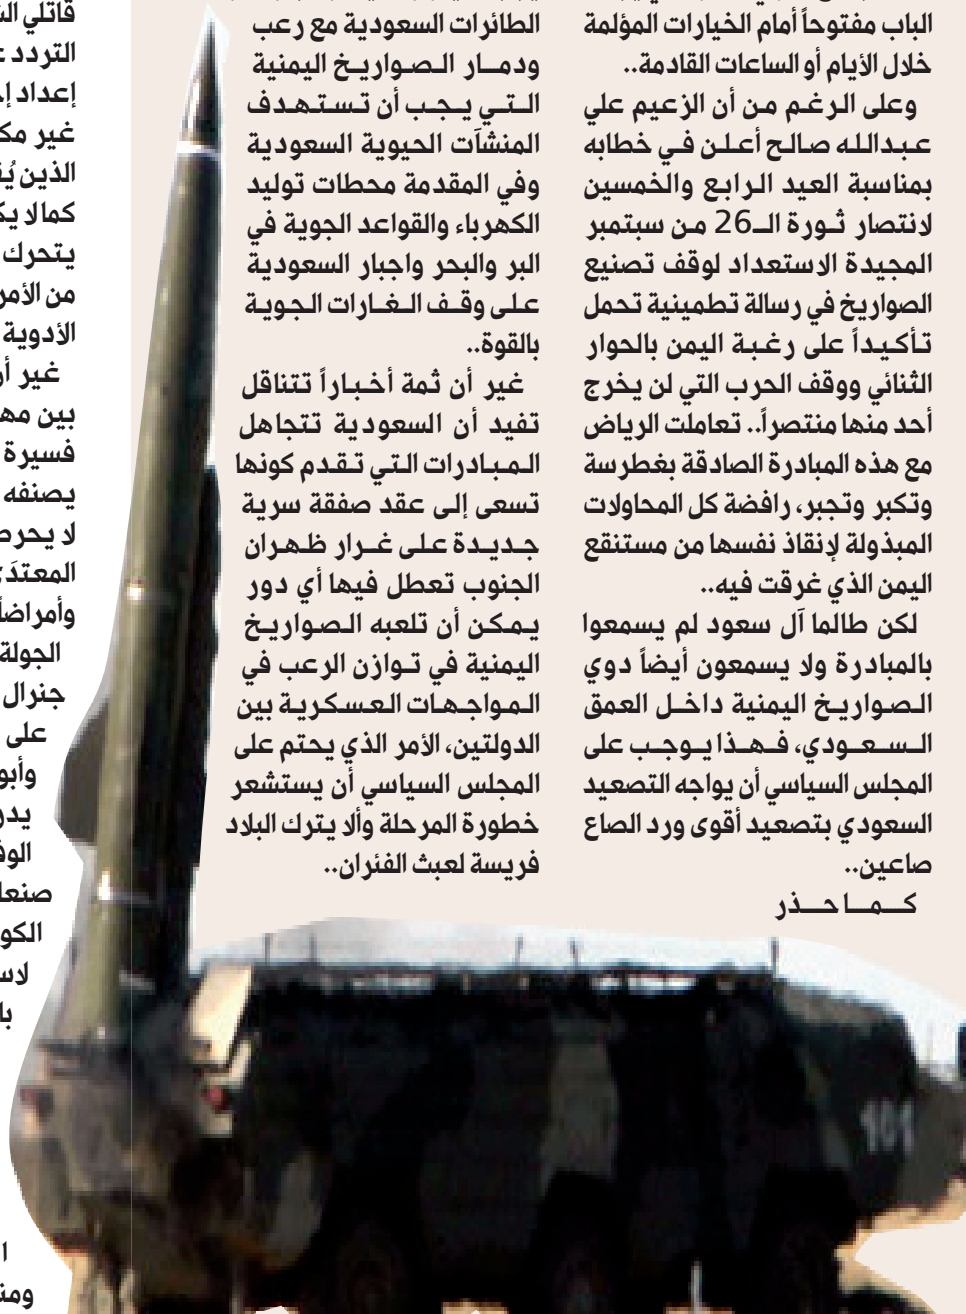 الباب مفتوحاً أمام الخيارات المؤلمة
خلال الأيام أو الساعات القادمة..
وعلى الرغم من أن الزعيم علي
عبدالله صالح أعلن في خطابه
بمناسبة العيد الرابع والخمسين
لانتصار ثورة الـ26 من سبتمبر
المجيدة الاستعداد لوقف تصنيع
الصواريخ في رسالة تطمينية تحمل
تأكيداً على رغبة اليمن بالحوار
الثنائي ووقف الحرب التي لن يخرج
أحد منها منتصراً.. تعاملت الرياض
مع هذه المبادرة الصادقة بغطرسة
وتكبر وتجبر، رافضة كل المحاولات
المبذولة لإنقاذ نفسها من مستنقع
اليمن الذي غرقت فيه..
لكن طالما آل سعود لم يسمعوا
بالمبادرة ولا يسمعون أيضاً دوي
الصواريخ اليمنية داخل العمق
السعودي، فهذا يوجب على
المجلس السياسي أن يواجه التصعيد
السعودي بتصعيد أقوى ورد الصاع
صاعين..
كما حذر
الطائرات السعودية مع رعب
ودمار الصواريخ اليمنية
التي يجب أن تستهدف
المنشآت الحيوية السعودية
وفي المقدمة محطات توليد
الكهرباء والقواعد الجوية في
البر والبحر واجبار السعودية
على وقف الغارات الجوية
بالقوة..
غير أن ثمة أخباراً تتناقل
تفيد أن السعودية تتجاهل
المبادرات التي تقدم كونها
تسعى إلى عقد صفقة سرية
جديدة على غرار ظهران
الجنوب تعطل فيها أي دور
يمكن أن تلعبه الصواريخ
اليمنية في توازن الرعب في
المواجهات العسكرية بين
الدولتين، الأمر الذي يحتم على
المجلس السياسي أن يستشعر
خطورة المرحلة وألا يترك البلاد
فريسة لعبث الفئران..
101
قاتلي
التردد
إعداد
غير
الذين
كمالا
يتحرك
من
الأدوية
غير
بين
فسيرة
يصنفه
لا
الجولة
جنرال
على